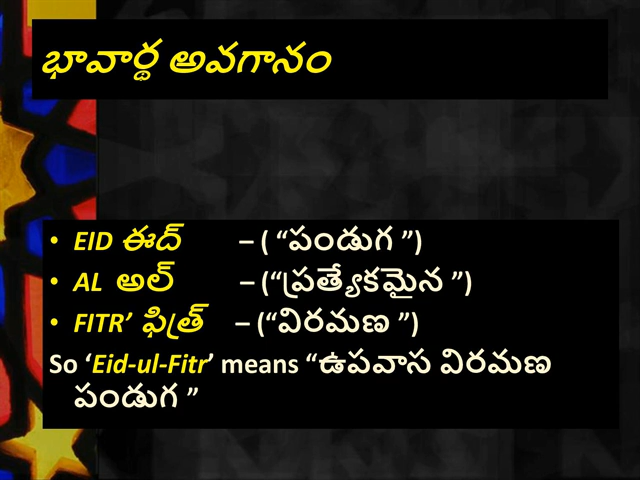 భావార్థ అవగానం
• EID ఈద్ – ( “పండుగ ”)
• AL అల్ – (“ప్రత్యేకమైన ”)
• FITR’ ఫిత్ర్ – (“విరమణ ”)
So ‘Eid-ul-Fitr’ means “ఉపవాస విరమణ
పండుగ ”